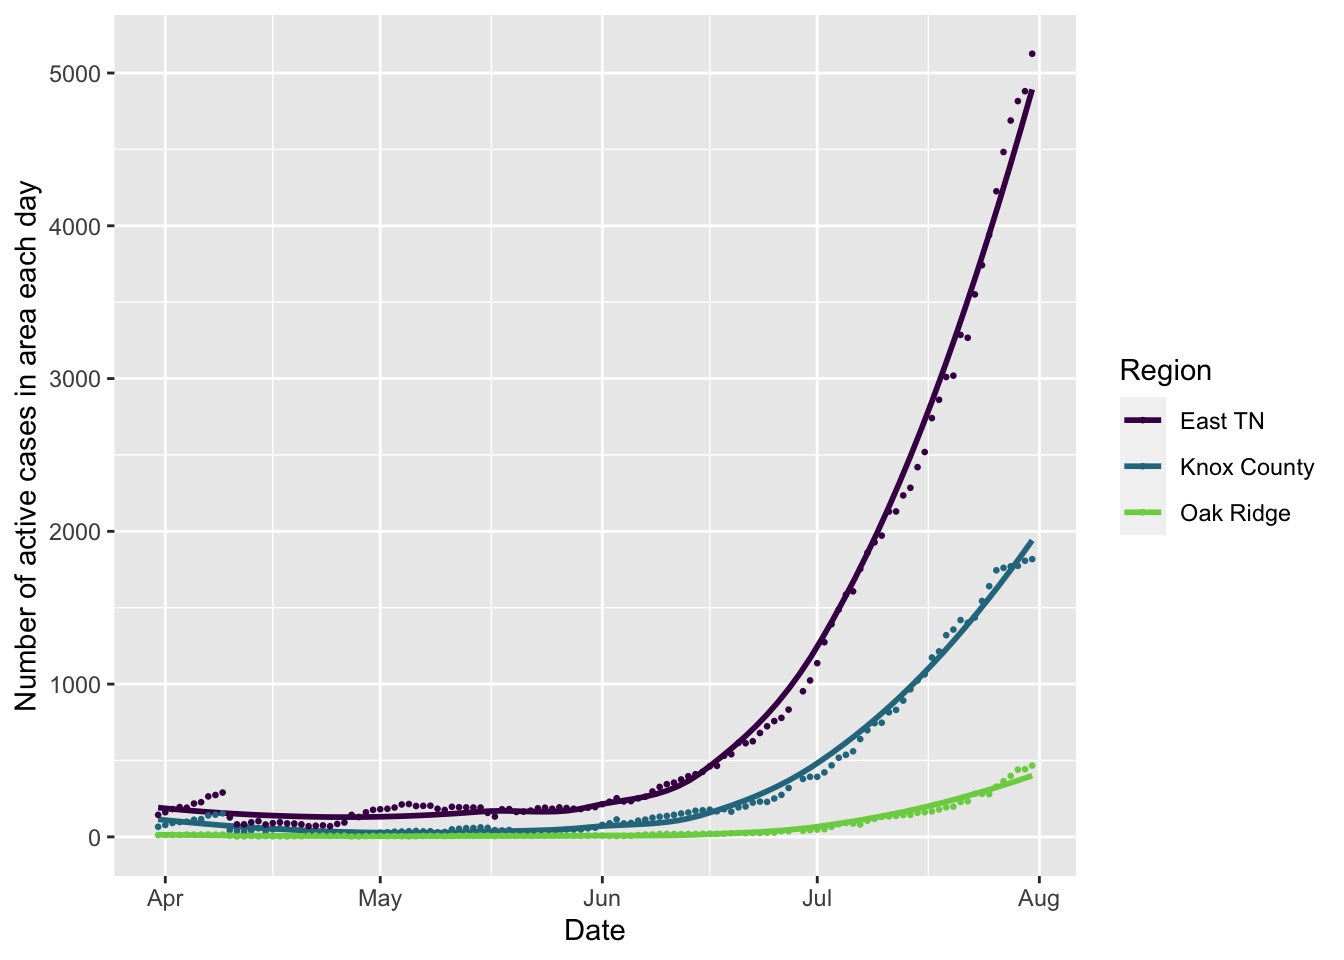 Number of active cases in area each day
5000
4000
3000
2000
1000
0
Apr May Jun Jul Aug
Date
Region
East TN
Knox County
Oak Ridge